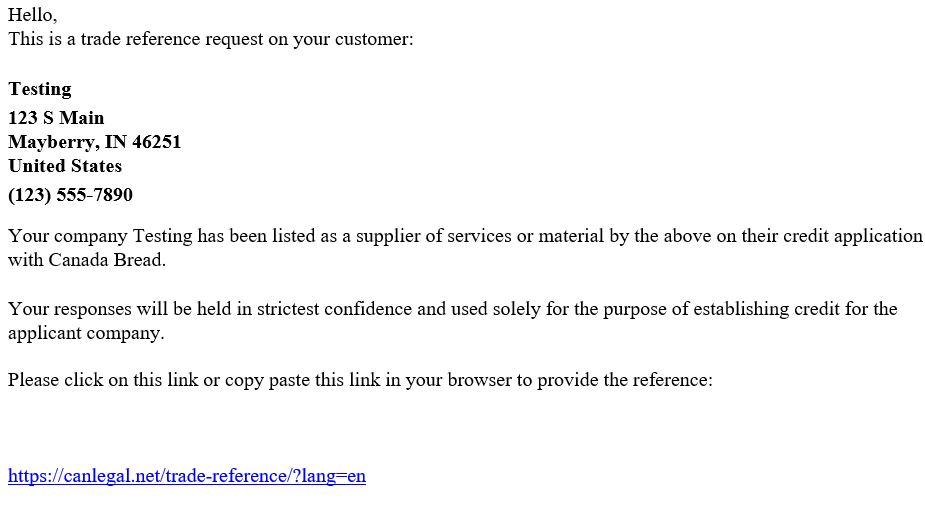 Hello,
This is a trade reference request on your customer:
Testing
123 S Main
Mayberry, IN 46251
United States
(123) 555-7890
Your company Testing has been listed as a supplier of services or material by the above on their credit application
with Canada Bread.
Your responses will be held in strictest confidence and used solely for the purpose of establishing credit for the
applicant company.
Please click on this link or copy paste this link in your browser to provide the reference:
https://canlegal.net/trade-reference/?lang=en